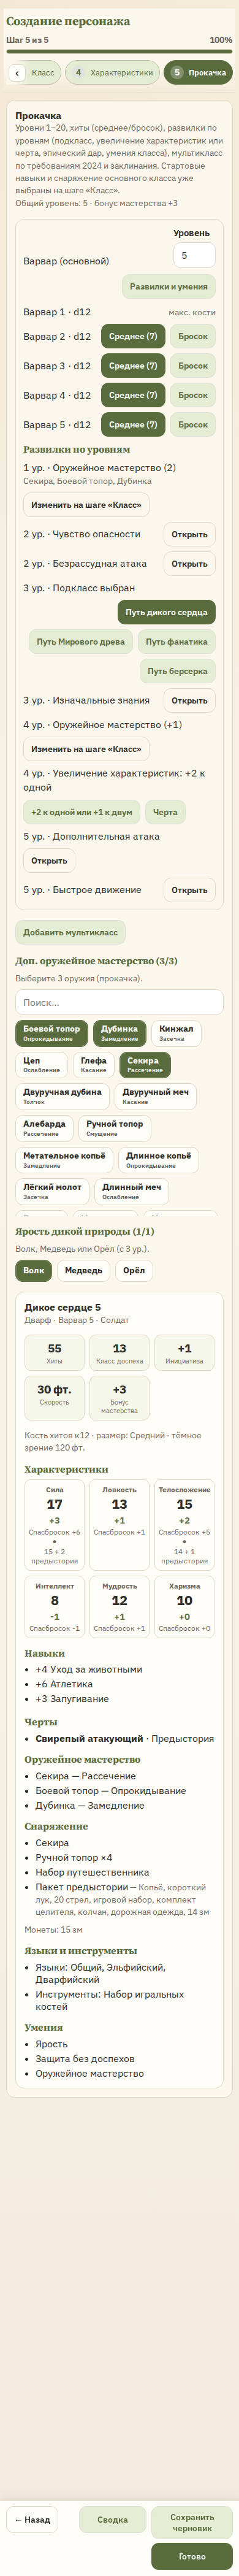 Создание персонажа
Шаг 5 из 5 100%
‹ Класс 4 Характеристики 5 Прокачка
Прокачка
Уровни 1–20, хиты (среднее/бросок), развилки по
уровням (подкласс, увеличение характеристик или
черта, эпический дар, умения класса), мультикласс
по требованиям 2024 и заклинания. Стартовые
навыки и снаряжение основного класса уже
выбраны на шаге «Класс».
Общий уровень: 5 · бонус мастерства +3
Уровень
Варвар (основной) 5
Развилки и умения
Варвар 1 · d12 макс. кости
Варвар 2 · d12 Среднее (7) Бросок
Варвар 3 · d12 Среднее (7) Бросок
Варвар 4 · d12 Среднее (7) Бросок
Варвар 5 · d12 Среднее (7) Бросок
Развилки по уровням
1 ур. · Оружейное мастерство (2)
Секира, Боевой топор, Дубинка
Изменить на шаге «Класс»
2 ур. · Чувство опасности Открыть
2 ур. · Безрассудная атака Открыть
3 ур. · Подкласс выбран
Путь дикого сердца
Путь Мирового древа Путь фанатика
Путь берсерка
3 ур. · Изначальные знания Открыть
4 ур. · Оружейное мастерство (+1)
Изменить на шаге «Класс»
4 ур. · Увеличение характеристик: +2 к
одной
+2 к одной или +1 к двум Черта
5 ур. · Дополнительная атака
Открыть
5 ур. · Быстрое движение Открыть
Добавить мультикласс
Доп. оружейное мастерство (3/3)
Выберите 3 оружия (прокачка).
Поиск…
Боевой топор Дубинка Кинжал
Опрокидывание Замедление Засечка
Цеп Глефа Секира
Ослабление Касание Рассечение
Двуручная дубина Двуручный меч
Толчок Касание
Алебарда Ручной топор
Рассечение Смущение
Метательное копьё Длинное копьё
Замедление Опрокидывание
Лёгкий молот Длинный меч
Засечка Ослабление
Ярость дикой природы (1/1)
Волк, Медведь или Орёл (с 3 ур.).
Волк Медведь Орёл
Дикое сердце 5
Дварф · Варвар 5 · Солдат
55 13 +1
Хиты Класс доспеха Инициатива
30 фт. +3
Скорость Бонус
мастерства
Кость хитов к12 · размер: Средний · тёмное
зрение 120 фт.
Характеристики
Сила Ловкость Телосложение
17 13 15
+3 +1 +2
Спасбросок +6 Спасбросок +1 Спасбросок +5
● ●
15 + 2 14 + 1
предыстория предыстория
Интеллект Мудрость Харизма
8 12 10
-1 +1 +0
Спасбросок -1 Спасбросок +1 Спасбросок +0
Навыки
• +4 Уход за животными
• +6 Атлетика
• +3 Запугивание
Черты
• Свирепый атакующий · Предыстория
Оружейное мастерство
• Секира — Рассечение
• Боевой топор — Опрокидывание
• Дубинка — Замедление
Снаряжение
• Секира
• Ручной топор ×4
• Набор путешественника
• Пакет предыстории — Копьё, короткий
лук, 20 стрел, игровой набор, комплект
целителя, колчан, дорожная одежда, 14 зм
Монеты: 15 зм
Языки и инструменты
• Языки: Общий, Эльфийский,
Дварфийский
• Инструменты: Набор игральных
костей
Умения
• Ярость
• Защита без доспехов
• Оружейное мастерство
← Назад Сводка Сохранить
черновик
Готово